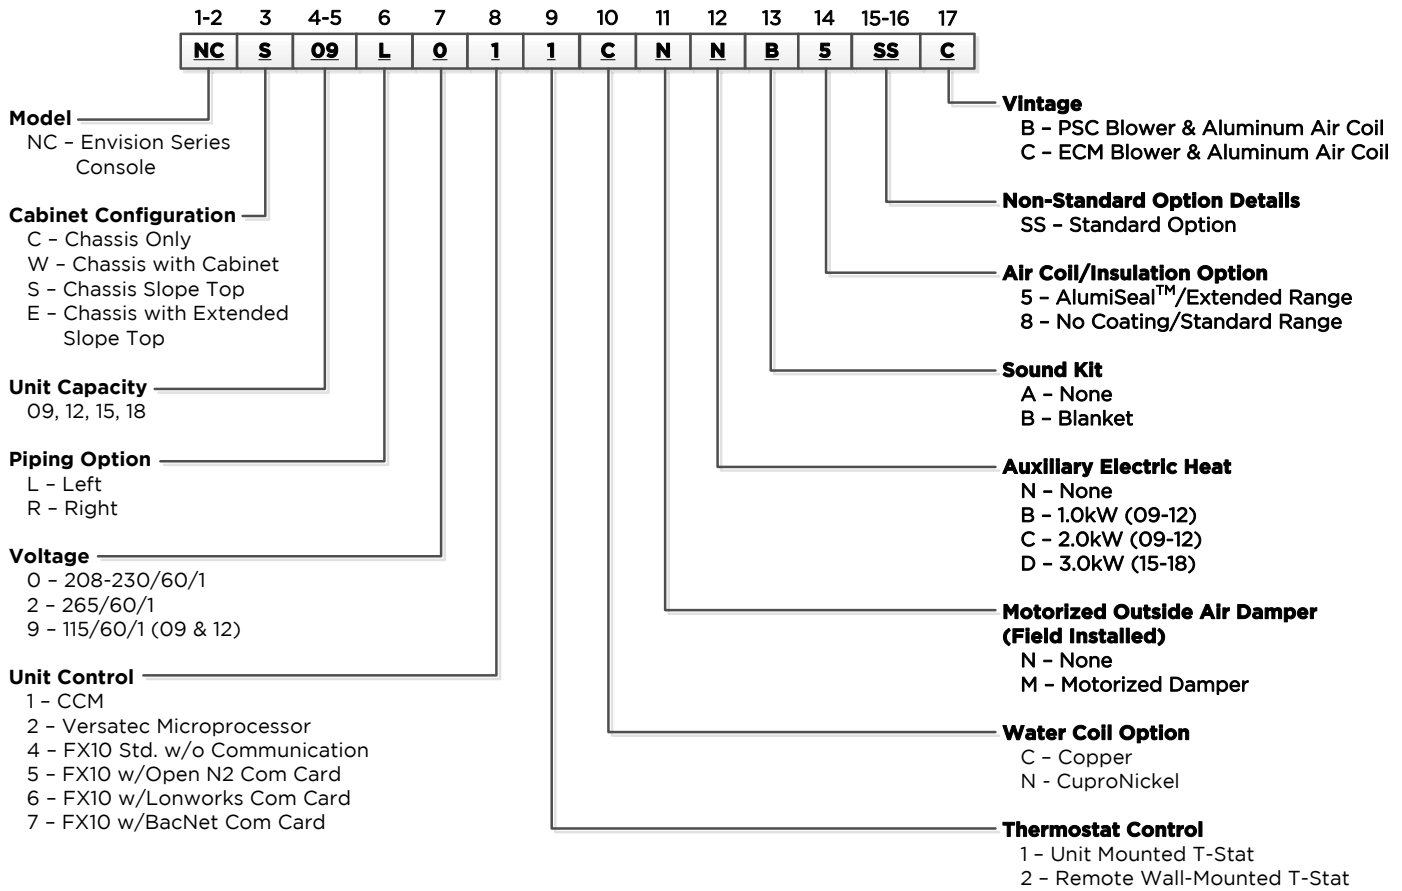 1-2 3 4-5 6 7 8 9 10 11 12 13 14 15-16 17
NC S 09 L 0 1 1 C N N B 5 SS C
Model
NC – Envision Series
Console
Cabinet Configuration
C – Chassis Only
W – Chassis with Cabinet
S – Chassis Slope Top
E – Chassis with Extended
Slope Top
Unit Capacity
09, 12, 15, 18
Piping Option
L – Left
R – Right
Voltage
0 – 208-230/60/1
2 – 265/60/1
9 – 115/60/1 (09 & 12)
Unit Control
1 – CCM
2 – Versatec Microprocessor
4 – FX10 Std. w/o Communication
5 – FX10 w/Open N2 Com Card
6 – FX10 w/Lonworks Com Card
7 – FX10 w/BacNet Com Card
Vintage
B – PSC Blower & Aluminum Air Coil
C – ECM Blower & Aluminum Air Coil
Non-Standard Option Details
SS – Standard Option
Air Coil/Insulation Option
5 – AlumiSeal™/Extended Range
8 – No Coating/Standard Range
Sound Kit
A – None
B – Blanket
Auxiliary Electric Heat
N – None
B – 1.0kW (09-12)
C – 2.0kW (09-12)
D – 3.0kW (15-18)
Motorized Outside Air Damper
(Field Installed)
N – None
M – Motorized Damper
Water Coil Option
C – Copper
N - CuproNickel
Thermostat Control
1 – Unit Mounted T-Stat
2 – Remote Wall-Mounted T-Stat